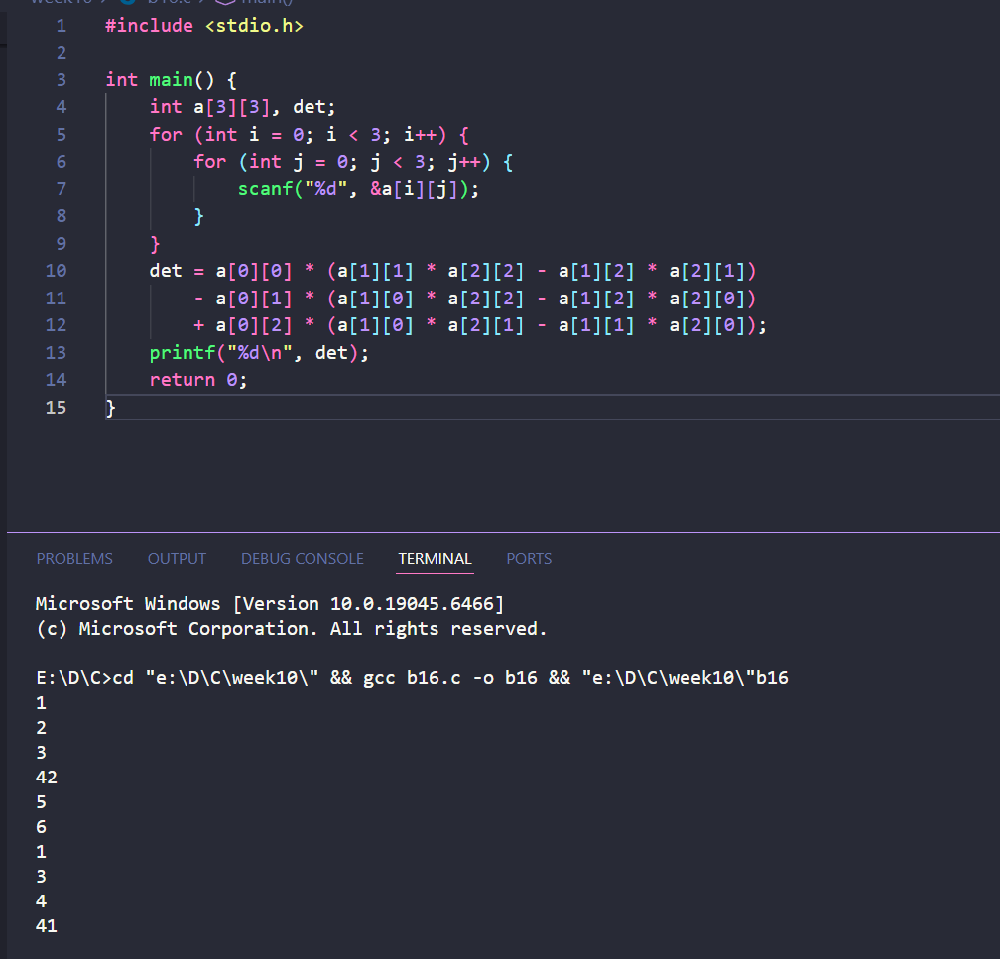 1 #include <stdio.h>
2
3 int main() {
4     int a[3][3], det;
5     for (int i = 0; i < 3; i++) {
6         for (int j = 0; j < 3; j++) {
7             scanf("%d", &a[i][j]);
8         }
9     }
10     det = a[0][0] * (a[1][1] * a[2][2] - a[1][2] * a[2][1])
11         - a[0][1] * (a[1][0] * a[2][2] - a[1][2] * a[2][0])
12         + a[0][2] * (a[1][0] * a[2][1] - a[1][1] * a[2][0]);
13     printf("%d\n", det);
14     return 0;
15 }
PROBLEMS OUTPUT DEBUG CONSOLE TERMINAL PORTS
Microsoft Windows [Version 10.0.19045.6466]
(c) Microsoft Corporation. All rights reserved.
E:\D\C>cd "e:\D\C\week10\" && gcc b16.c -o b16 && "e:\D\C\week10\"b16
1
2
3
42
5
6
1
3
4
41